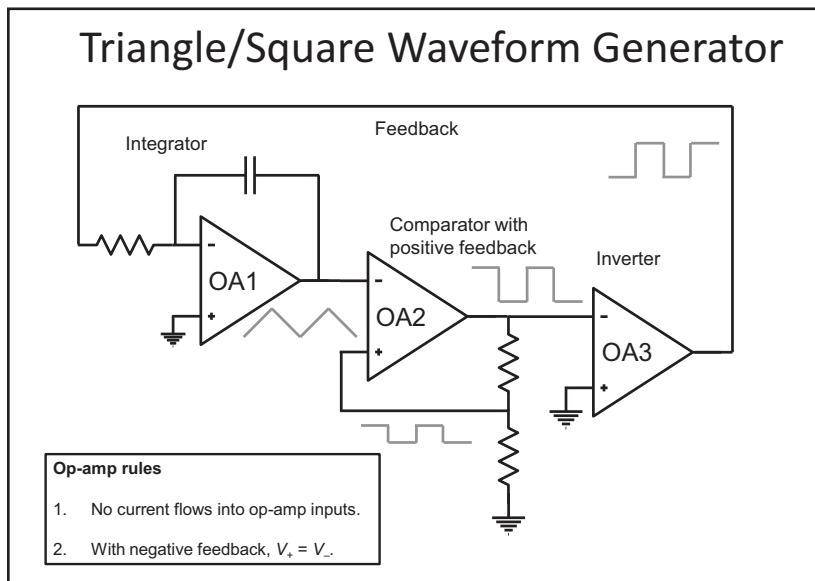 Triangle/Square Waveform Generator
Feedback
Integrator
Comparator with
positive feedback
Inverter
-
OA1
+
-
OA2
+
-
OA3
+
Op-amp rules
1. No current flows into op-amp inputs.
2. With negative feedback, V₊ = V₋.